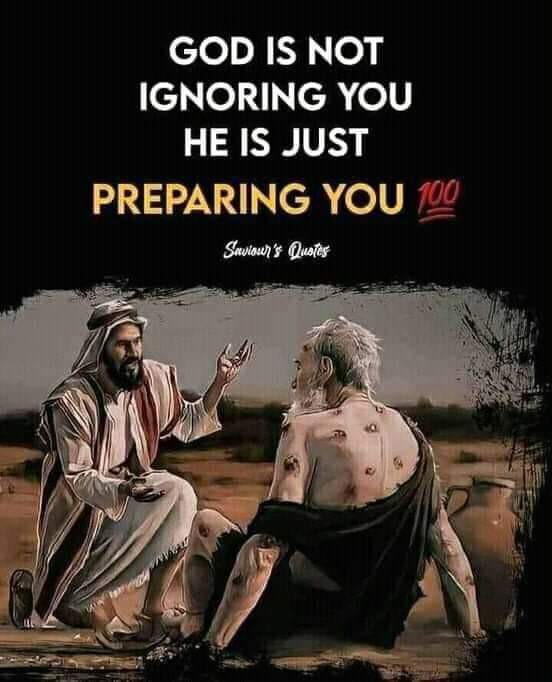 GOD IS NOT
IGNORING YOU
HE IS JUST
PREPARING YOU 💯
Saviour's Quotes